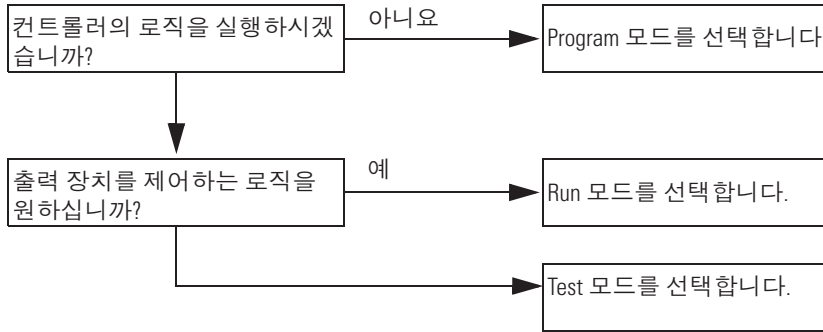 컨트롤러의 로직을 실행하시겠
습니까?
아니요
Program 모드를 선택합니다
출력 장치를 제어하는 로직을
원하십니까?
예
Run 모드를 선택합니다.
Test 모드를 선택합니다.